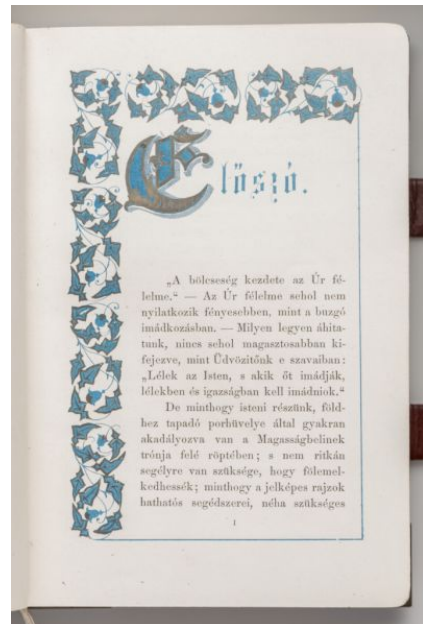 Előszó.
„A bölcseség kezdete az Úr fé-
lelme.“ — Az Úr félelme sehol nem
nyilatkozik fényesebben, mint a buzgó
imádkozásban. — Milyen legyen áhita-
tunk, nincs sehol magasztosabban ki-
fejezve, mint Üdvözitőnk e szavaiban:
„Lélek az Isten, s akik őt imádják,
lélekben és igazságban kell imádniok.“
De minthogy isteni részünk, föld-
hez tapadó porhüvelye által gyakran
akadályozva van a Magasságbelinek
trónja felé röptében; s nem ritkán
segélyre van szüksége, hogy fölemel-
kedhessék; minthogy a jelképes rajzok
hathatós segédszerei, néha szükséges
I